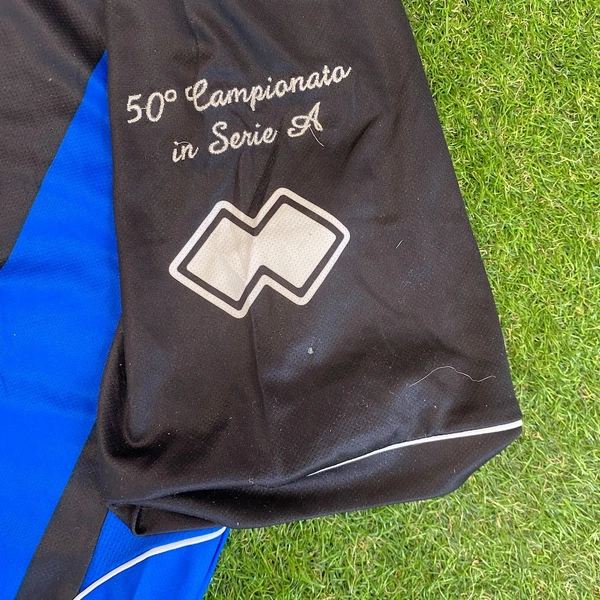 50° Campionato
in Serie A